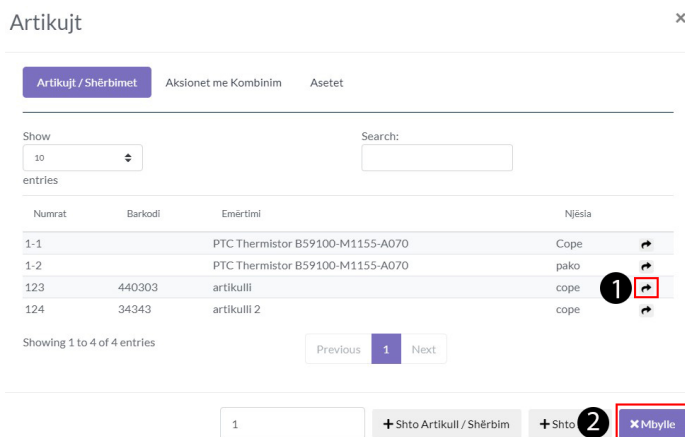 Artikujt ×
Artikujt / Shërbimet Aksionet me Kombinim Asetet
Show Search:
10
entries
Numrat Barkodi Emërtimi Njësia
1-1 PTC Thermistor B59100-M1155-A070 Cope
1-2 PTC Thermistor B59100-M1155-A070 pako
123 440303 artikulli cope 1
124 34343 artikulli 2 cope
Showing 1 to 4 of 4 entries Previous 1 Next
1 + Shto Artikull / Shërbim + Shto 2 × Mbylle